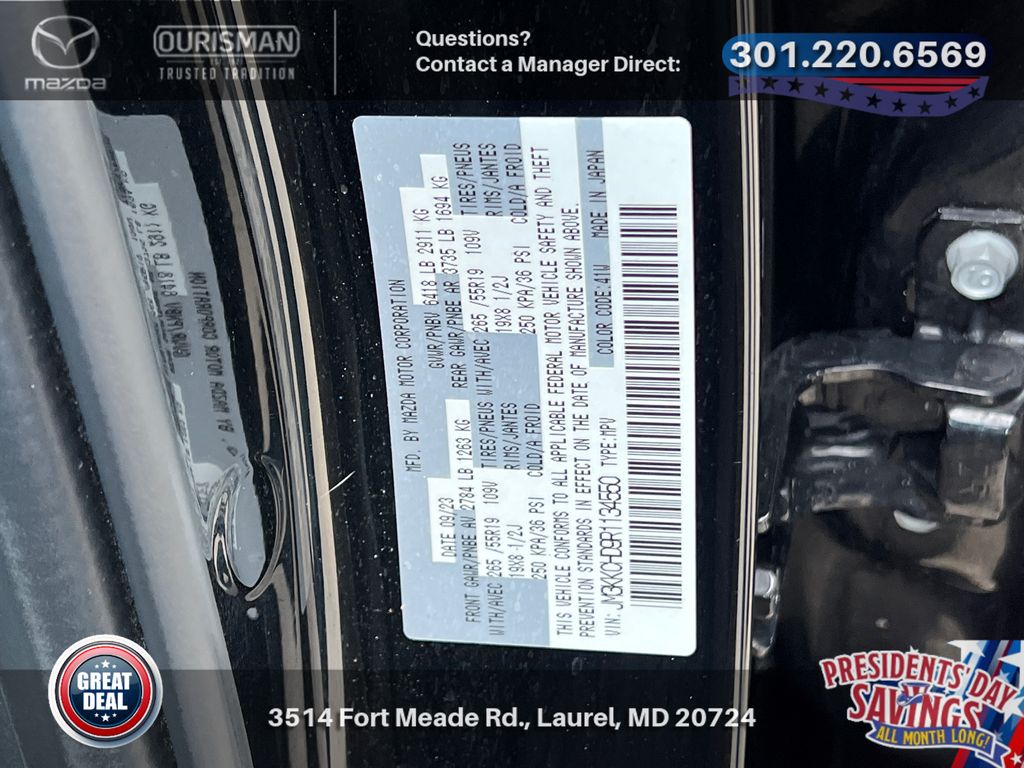 mazda
OURISMAN
TRUSTED TRADITION
Questions?
Contact a Manager Direct:
301.220.6569
MFD. BY MAZDA MOTOR CORPORATION
DATE 09/23
GVWR/PNBV 6418 LB 2911 KG
FRONT GAWR/PNBE AV 2784 LB 1263 KG
REAR GAWR/PNBE AR 3735 LB 1694 KG
WITH/AVEC 265 /55R19 109V TIRES/PNEUS WITH/AVEC 265 /55R19 109V TIRES/PNEUS
19X8 1/2J RIMS/JANTES 19X8 1/2J RIMS/JANTES
250 KPA/36 PSI COLD/A FROID 250 KPA/36 PSI COLD/A FROID
THIS VEHICLE CONFORMS TO ALL APPLICABLE FEDERAL MOTOR VEHICLE SAFETY AND THEFT
PREVENTION STANDARDS IN EFFECT ON THE DATE OF MANUFACTURE SHOWN ABOVE.
COLOR CODE:41W MADE IN JAPAN
VIN: JM3KKCHD9R1134550 TYPE:MPV
GREAT
DEAL
3514 Fort Meade Rd., Laurel, MD 20724
PRESIDENTS' DAY
SAVINGS
ALL MONTH LONG!